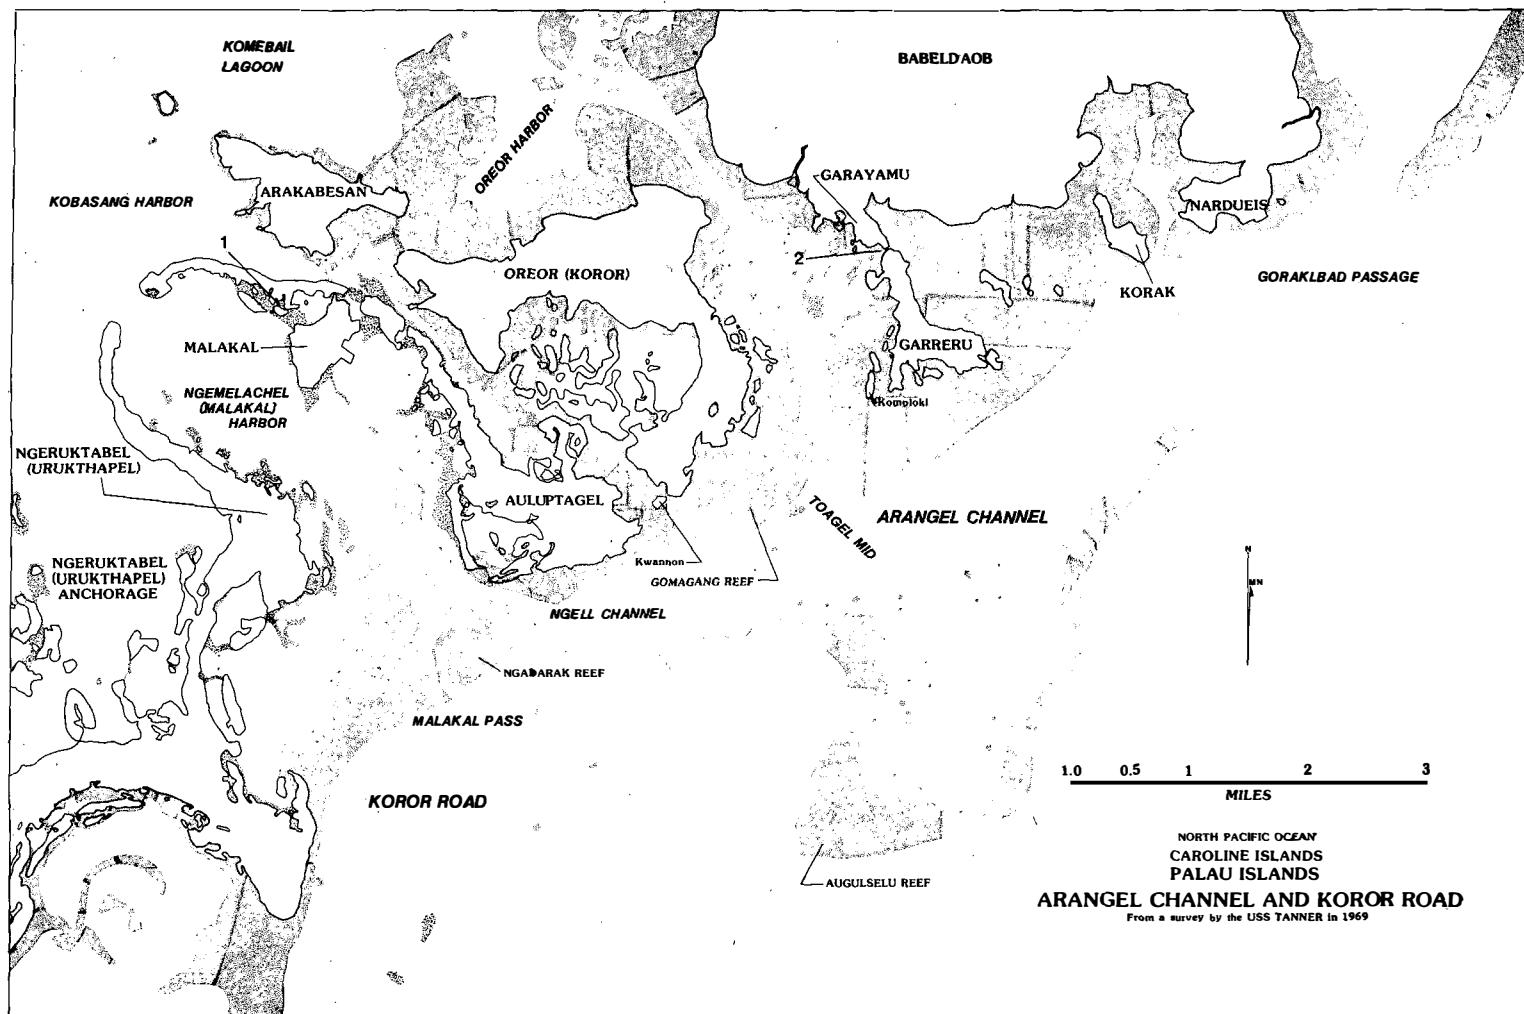 KOMEBAIL
LAGOON
BABELDAOB
OREOR HARBOR
GARAYAMU
ARAKABESAN
KOBASANG HARBOR
NARDUEIS
1
2
OREOR (KOROR)
GORAKLBAD PASSAGE
KORAK
MALAKAL
GARRERU
NGEMELACHEL
(MALAKAL)
HARBOR
Romoloki
NGERUKTABEL
(URUKTHAPEL)
AULUPTAGEL
TOAGEL MID
ARANGEL CHANNEL
NGERUKTABEL
(URUKTHAPEL)
ANCHORAGE
Kwannon
GOMAGANG REEF
N
MN
NGELL CHANNEL
NGADARAK REEF
MALAKAL PASS
1.0 0.5 1 2 3
MILES
KOROR ROAD
NORTH PACIFIC OCEAN
CAROLINE ISLANDS
PALAU ISLANDS
AUGULSELU REEF
ARANGEL CHANNEL AND KOROR ROAD
From a survey by the USS TANNER in 1969